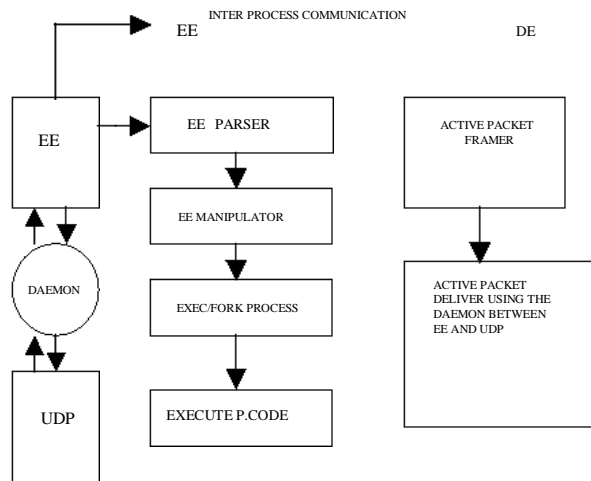 INTER PROCESS COMMUNICATION
EE
DE
EE
EE PARSER
ACTIVE PACKET
FRAMER
EE MANIPULATOR
DAEMON
EXEC/FORK PROCESS
ACTIVE PACKET
DELIVER USING THE
DAEMON BETWEEN
EE AND UDP
UDP
EXECUTE P.CODE